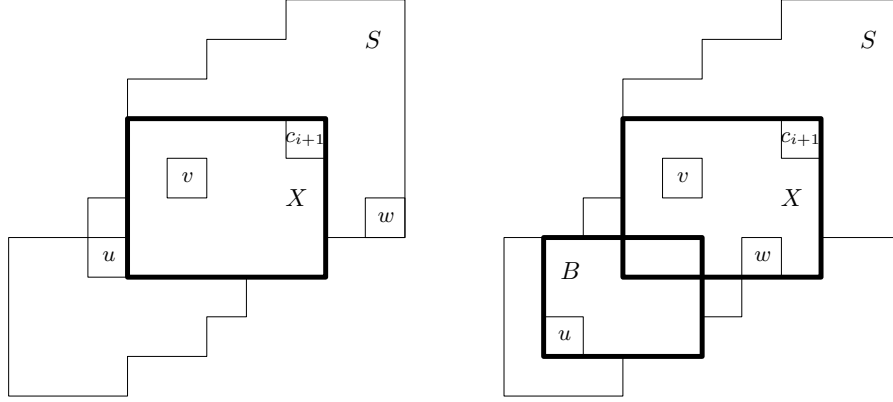 S S
c_{i+1} c_{i+1}
v v
X X
w
u w
B
u